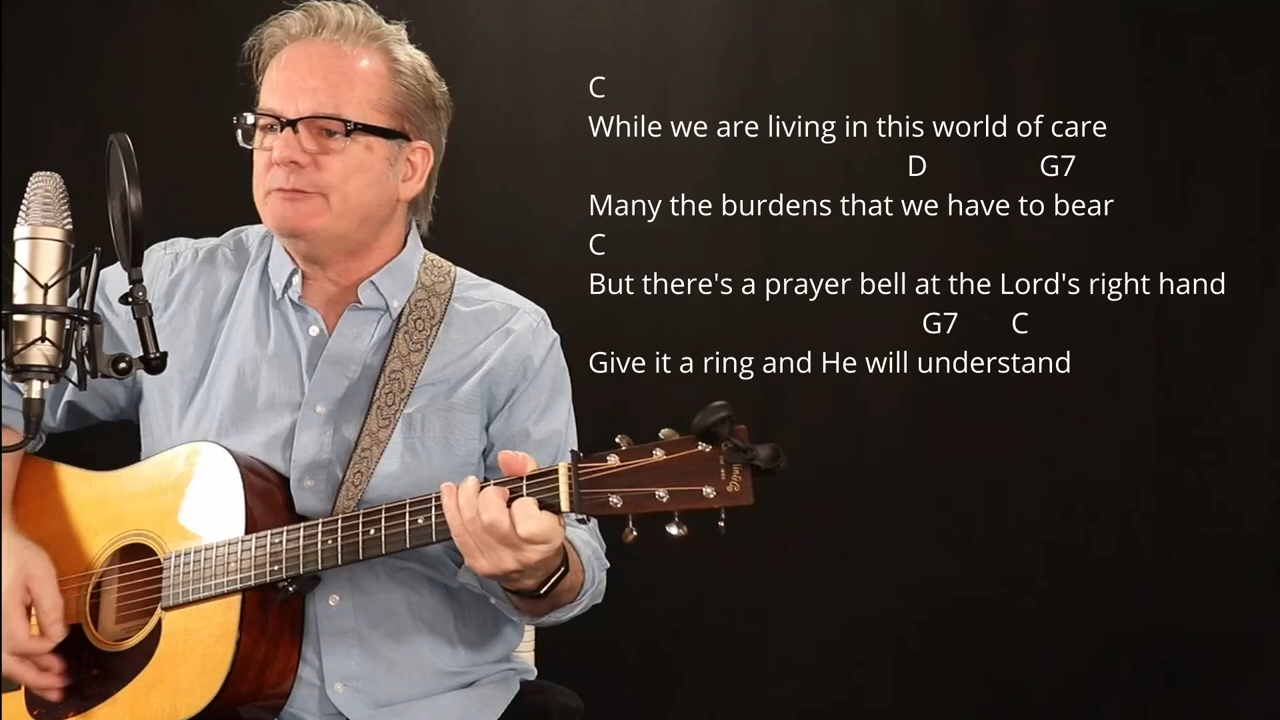 C
While we are living in this world of care
D G7
Many the burdens that we have to bear
C
But there's a prayer bell at the Lord's right hand
G7 C
Give it a ring and He will understand